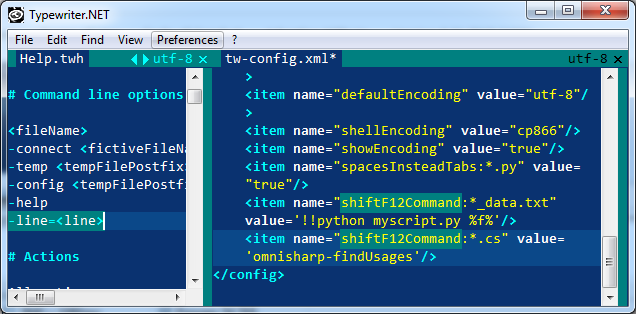 Typewriter.NET
File Edit Find View Preferences ?
Help.twh utf-8
tw-config.xml* utf-8
# Command line options
<fileName>
-connect <fictiveFileNa
-temp <tempFilePostfix
-config <tempFilePostfi
-help
-line=<line>
# Actions
>
<item name="defaultEncoding" value="utf-8"/
>
<item name="shellEncoding" value="cp866"/>
<item name="showEncoding" value="true"/>
<item name="spacesInsteadTabs:*.py" value=
"true"/>
<item name="shiftF12Command:*_data.txt"
value='!!python myscript.py %f%'/>
<item name="shiftF12Command:*.cs" value=
'omnisharp-findUsages'/>
</config>